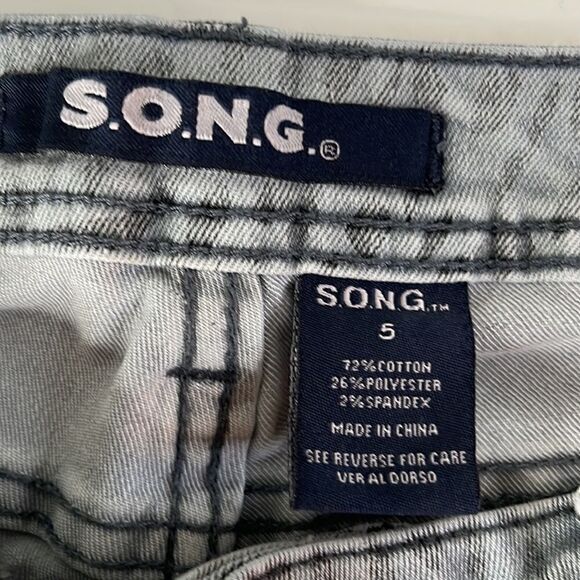 S.O.N.G.®
S.O.N.G.™
5
72%COTTON
26%POLYESTER
2%SPANDEX
MADE IN CHINA
SEE REVERSE FOR CARE
VER AL DORSO